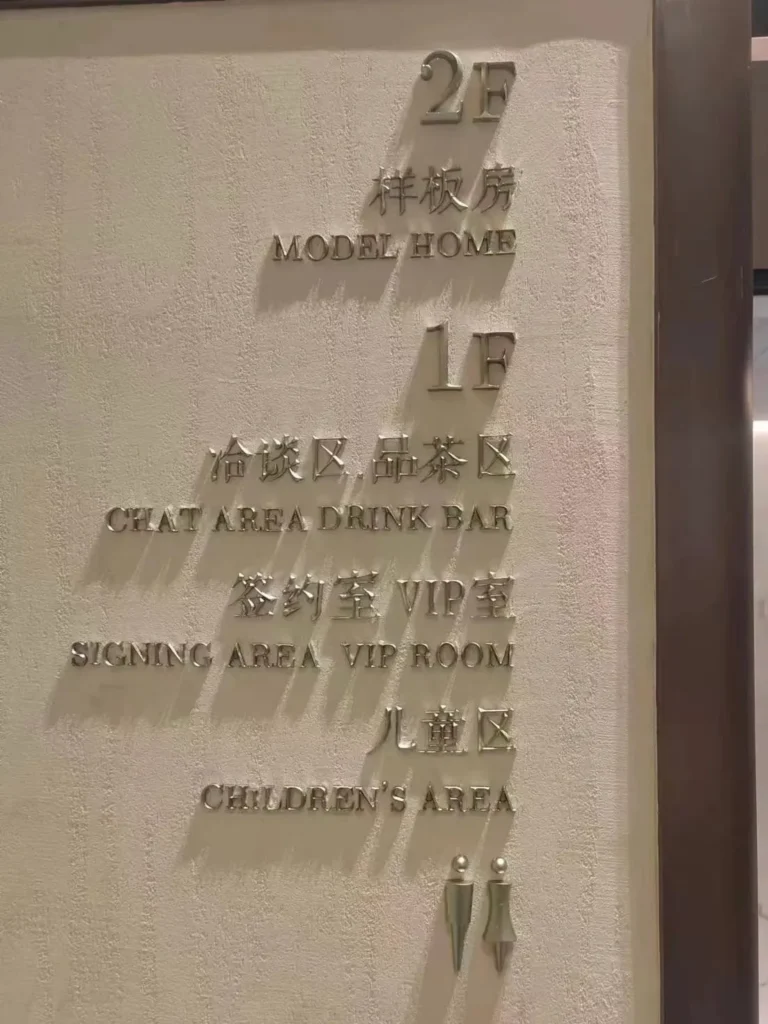 2F
样板房
MODEL HOME
1F
洽谈区.品茶区
CHAT AREA DRINK BAR
签约室 VIP室
SIGNING AREA VIP ROOM
儿童区
CHILDREN'S AREA